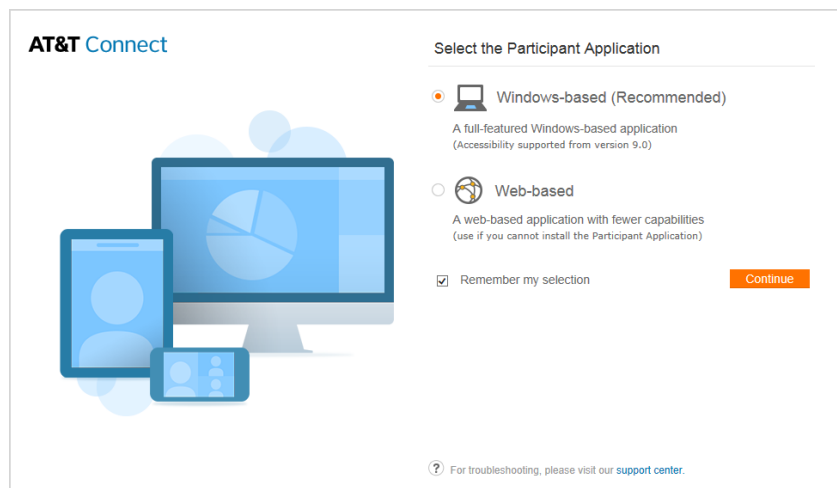 AT&T Connect
Select the Participant Application
Windows-based (Recommended)
A full-featured Windows-based application
(Accessibility supported from version 9.0)
Web-based
A web-based application with fewer capabilities
(use if you cannot install the Participant Application)
Remember my selection
Continue
? For troubleshooting, please visit our support center.